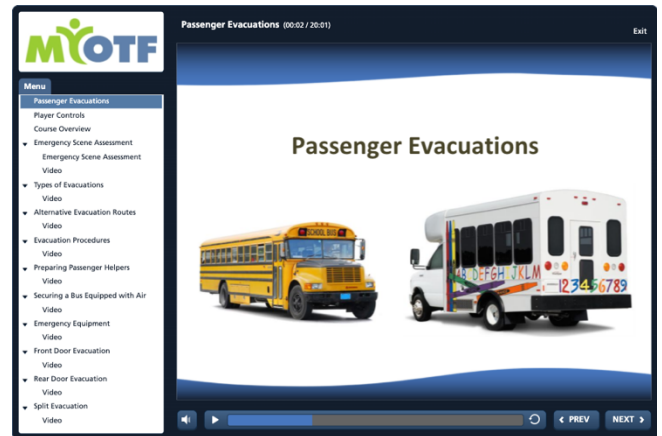 MYOTF
Passenger Evacuations (00:02 / 20:01)
Exit
Menu
Passenger Evacuations
Player Controls
Course Overview
Emergency Scene Assessment
Emergency Scene Assessment
Video
Types of Evacuations
Video
Alternative Evacuation Routes
Video
Evacuation Procedures
Video
Preparing Passenger Helpers
Video
Securing a Bus Equipped with Air
Video
Emergency Equipment
Video
Front Door Evacuation
Video
Rear Door Evacuation
Video
Split Evacuation
Video
Passenger Evacuations
SCHOOL BUS
DEFGH JKLM
123456789
PREV
NEXT